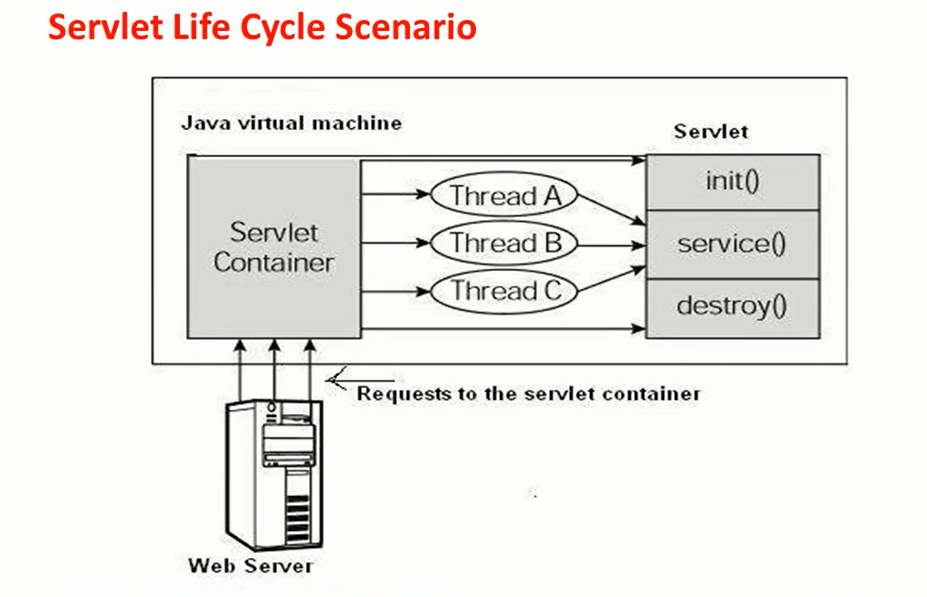 Servlet Life Cycle Scenario
Java virtual machine
Servlet
Servlet
Container
Thread A
Thread B
Thread C
init()
service()
destroy()
Requests to the servlet container
Web Server